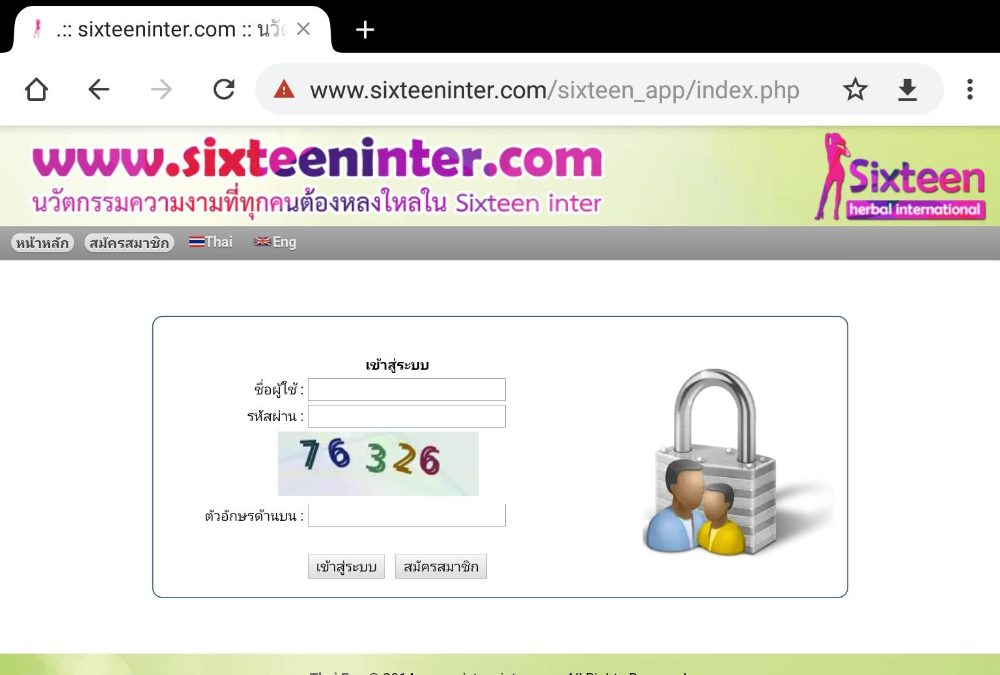 .:: sixteeninter.com :: นวัต
www.sixteeninter.com/sixteen_app/index.php
www.sixteeninter.com
นวัตกรรมความงามที่ทุกคนต้องหลงใหลใน Sixteen inter
Sixteen
herbal international
หน้าหลัก สมัครสมาชิก Thai Eng
เข้าสู่ระบบ
ชื่อผู้ใช้ :
รหัสผ่าน :
76326
ตัวอักษรด้านบน :
เข้าสู่ระบบ สมัครสมาชิก